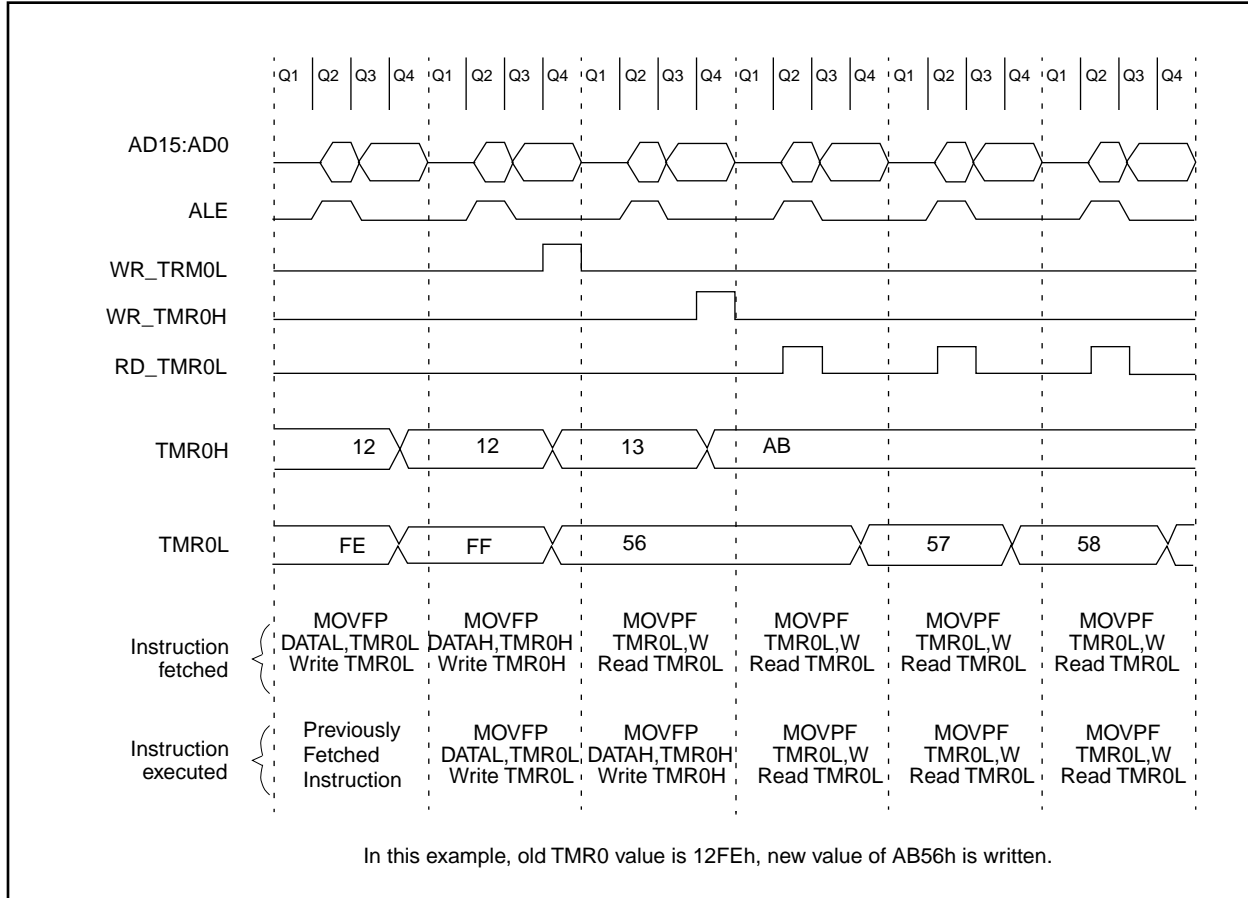 Q1 Q2 Q3 Q4 Q1 Q2 Q3 Q4 Q1 Q2 Q3 Q4 Q1 Q2 Q3 Q4 Q1 Q2 Q3 Q4 Q1 Q2 Q3 Q4
AD15:AD0
ALE
WR_TRM0L
WR_TMR0H
RD_TMR0L
TMR0H 12 12 13 AB
TMR0L FE FF 56 57 58
Instruction
fetched
MOVFP
DATAL,TMR0L
Write TMR0L
MOVFP
DATAH,TMR0H
Write TMR0H
MOVPF
TMR0L,W
Read TMR0L
MOVPF
TMR0L,W
Read TMR0L
MOVPF
TMR0L,W
Read TMR0L
MOVPF
TMR0L,W
Read TMR0L
Instruction
executed
Previously
Fetched
Instruction
MOVFP
DATAL,TMR0L
Write TMR0L
MOVFP
DATAH,TMR0H
Write TMR0H
MOVPF
TMR0L,W
Read TMR0L
MOVPF
TMR0L,W
Read TMR0L
MOVPF
TMR0L,W
Read TMR0L
In this example, old TMR0 value is 12FEh, new value of AB56h is written.